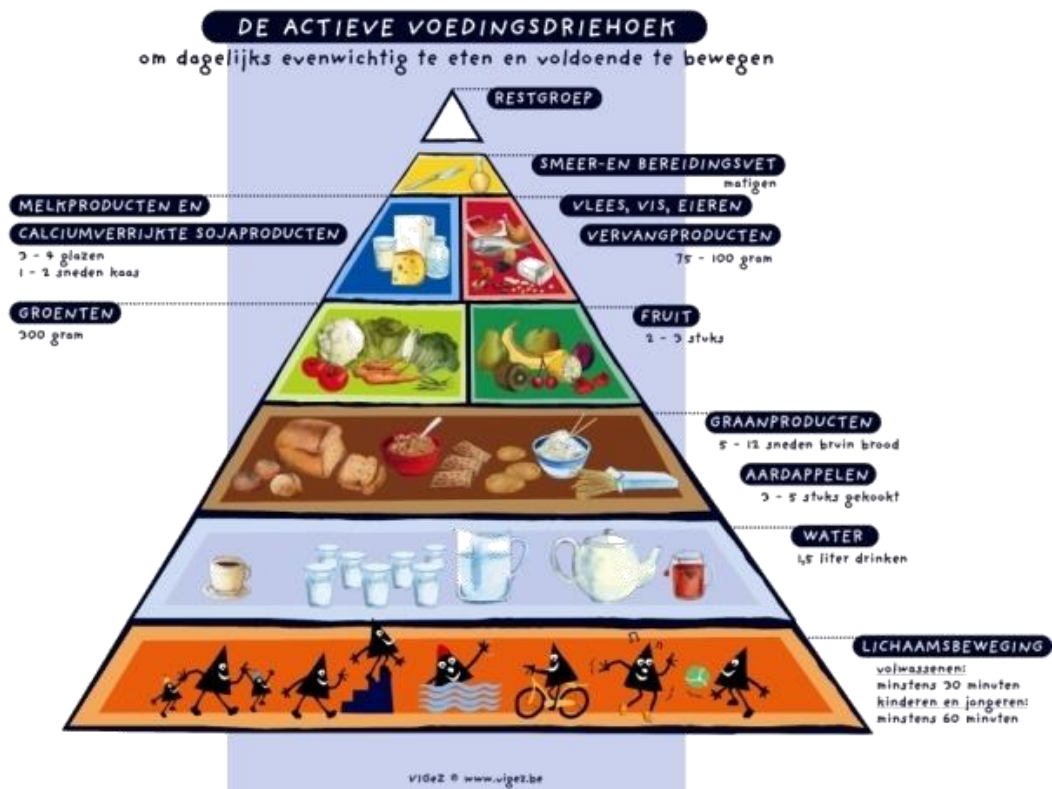 DE ACTIEVE VOEDINGSDRIEHOEK
om dagelijks evenwichtig te eten en voldoende te bewegen
RESTGROEP
SMEER-EN BEREIDINGSVET
matigen
MELKPRODUCTEN EN
CALCIUMVERRIJKTE SOJAPRODUCTEN
3 - 4 glazen
1 - 2 sneden kaas
VLEES, VIS, EIEREN
VERVANGPRODUCTEN
75 - 100 gram
GROENTEN
300 gram
FRUIT
2 - 3 stuks
GRAANPRODUCTEN
5 - 12 sneden bruin brood
AARDAPPELEN
3 - 5 stuks gekookt
WATER
1,5 liter drinken
LICHAAMSBEWEGING
volwassenen:
minstens 30 minuten
kinderen en jongeren:
minstens 60 minuten
VIGeZ © www.vigez.be